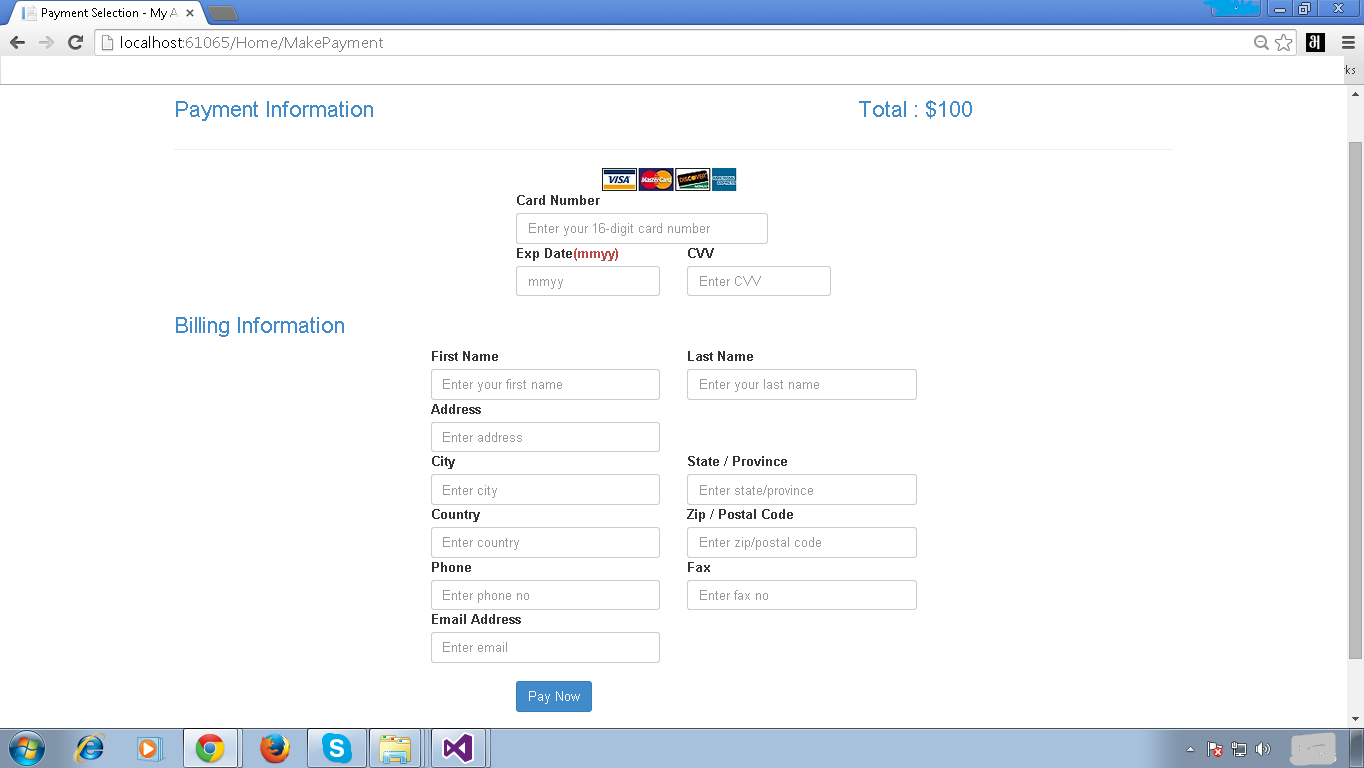 Payment Selection - My A
localhost:61065/Home/MakePayment
ks
Payment Information
Total : $100
VISA MasterCard DISCOVER AMERICAN EXPRESS
Card Number
Enter your 16-digit card number
Exp Date(mmyy) CVV
mmyy Enter CVV
Billing Information
First Name Last Name
Enter your first name Enter your last name
Address
Enter address
City State / Province
Enter city Enter state/province
Country Zip / Postal Code
Enter country Enter zip/postal code
Phone Fax
Enter phone no Enter fax no
Email Address
Enter email
Pay Now